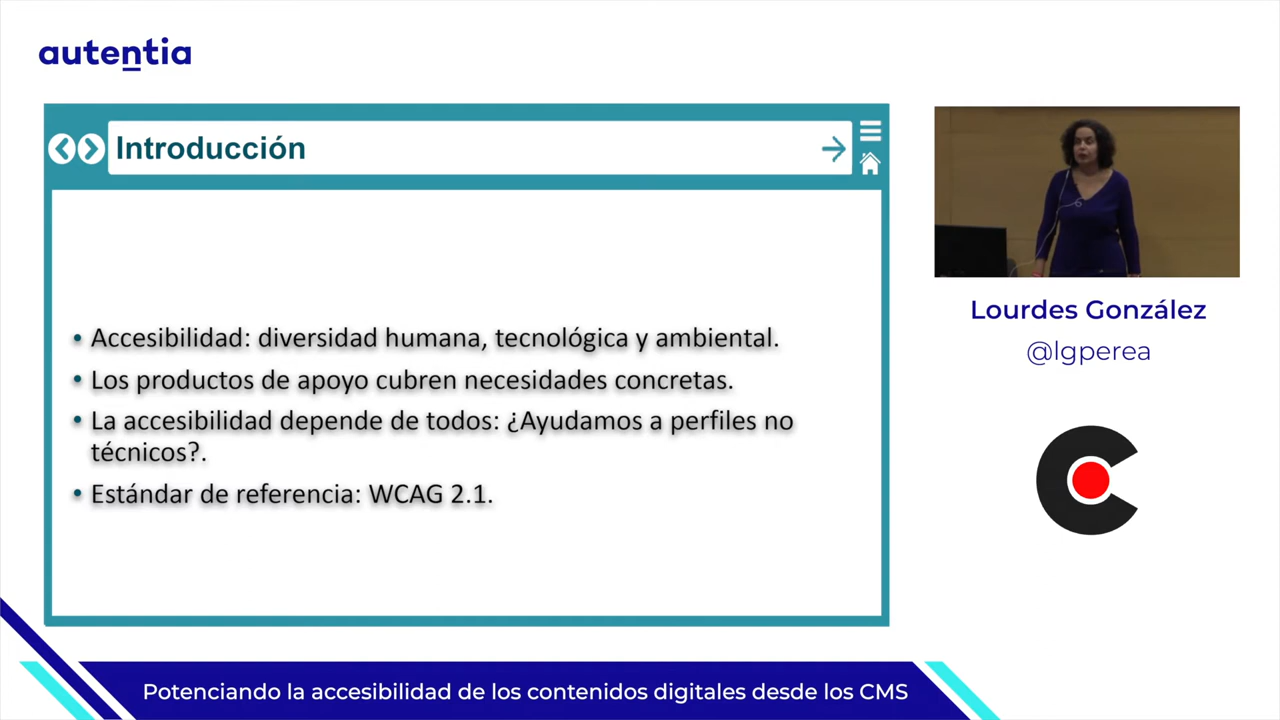 autentia
Introducción
• Accesibilidad: diversidad humana, tecnológica y ambiental.
• Los productos de apoyo cubren necesidades concretas.
• La accesibilidad depende de todos: ¿Ayudamos a perfiles no
técnicos?.
• Estándar de referencia: WCAG 2.1.
Lourdes González
@lgperea
Potenciando la accesibilidad de los contenidos digitales desde los CMS